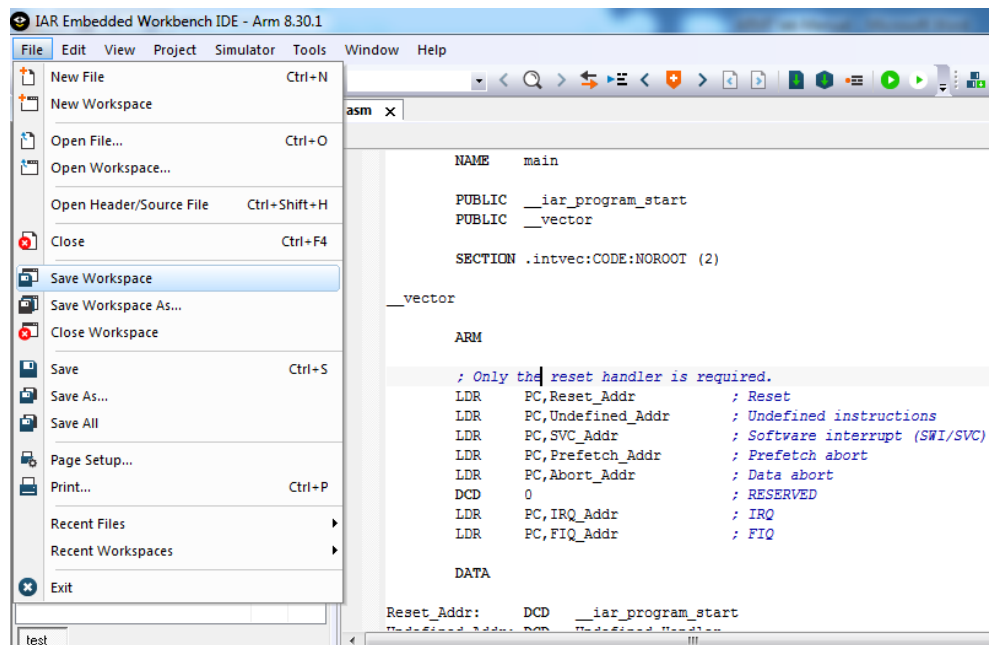 IAR Embedded Workbench IDE - Arm 8.30.1
File Edit View Project Simulator Tools Window Help
New File Ctrl+N
New Workspace
Open File... Ctrl+O
Open Workspace...
Open Header/Source File Ctrl+Shift+H
Close Ctrl+F4
Save Workspace
Save Workspace As...
Close Workspace
Save Ctrl+S
Save As...
Save All
Page Setup...
Print... Ctrl+P
Recent Files
Recent Workspaces
Exit
test
asm x
NAME main
PUBLIC __iar_program_start
PUBLIC __vector
SECTION .intvec:CODE:NOROOT (2)
__vector
ARM
; Only the reset handler is required.
LDR PC,Reset_Addr ; Reset
LDR PC,Undefined_Addr ; Undefined instructions
LDR PC,SVC_Addr ; Software interrupt (SWI/SVC)
LDR PC,Prefetch_Addr ; Prefetch abort
LDR PC,Abort_Addr ; Data abort
DCD 0 ; RESERVED
LDR PC,IRQ_Addr ; IRQ
LDR PC,FIQ_Addr ; FIQ
DATA
Reset_Addr: DCD __iar_program_start